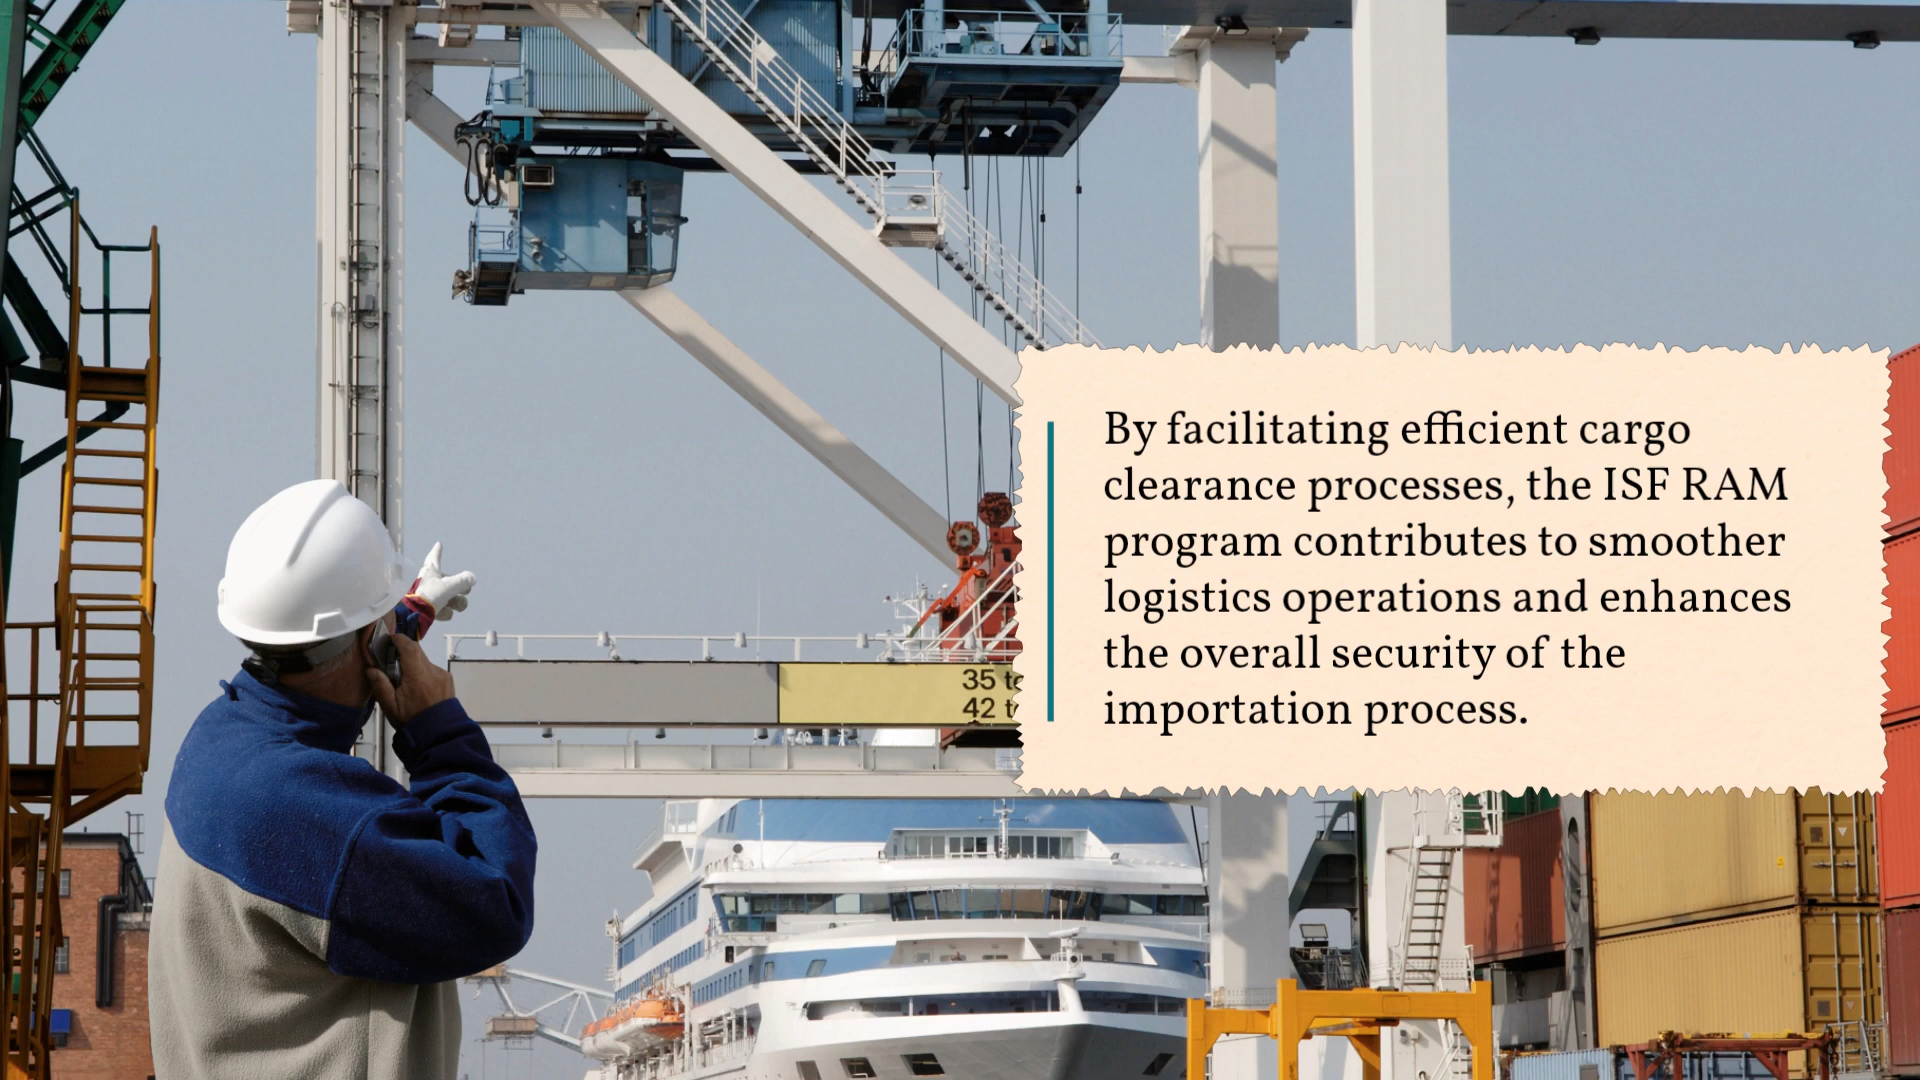 By facilitating efficient cargo
clearance processes, the ISF RAM
program contributes to smoother
logistics operations and enhances
the overall security of the
importation process.
35 t
42 t